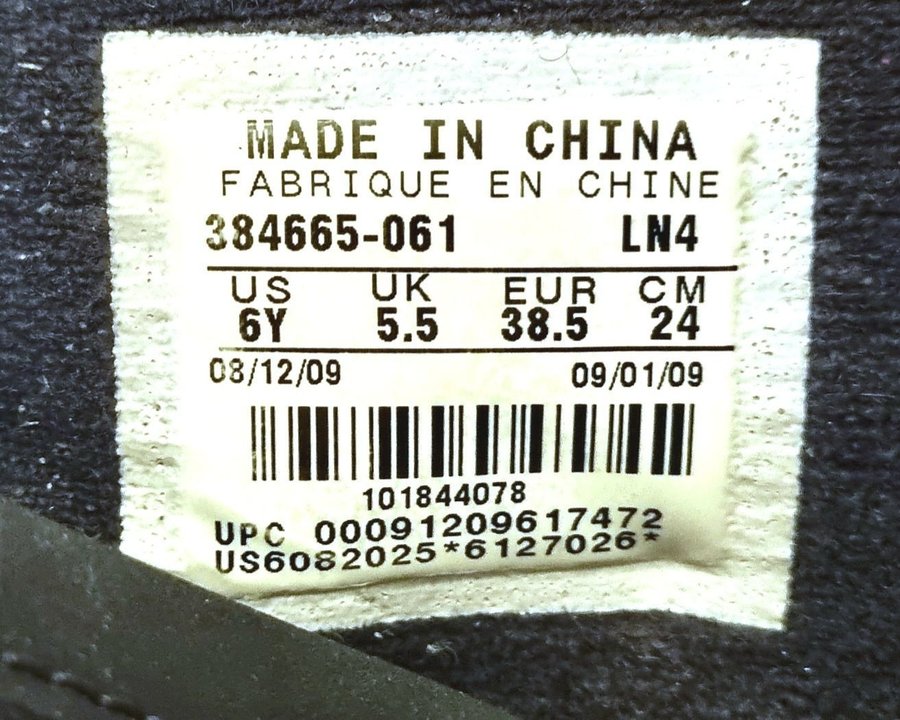 MADE IN CHINA
FABRIQUE EN CHINE
384665-061 LN4
US UK EUR CM
6Y 5.5 38.5 24
08/12/09 09/01/09
101844078
UPC 00091209617472
US6082025*6127026*